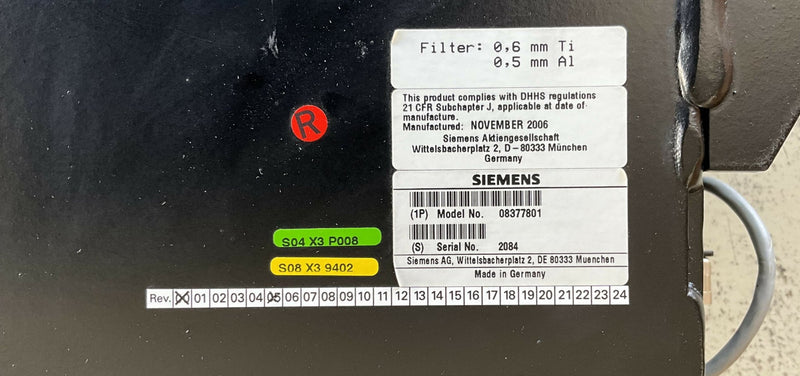 Filter: 0,6 mm Ti
0,5 mm Al
This product complies with DHHS regulations
21 CFR Subchapter J, applicable at date of
manufacture.
Manufactured: NOVEMBER 2006
Siemens Aktiengesellschaft
Wittelsbacherplatz 2, D-80333 München
Germany
R
SIEMENS
(1P) Model No. 08377801
(S) Serial No. 2084
Siemens AG, Wittelsbacherplatz 2, DE 80333 Muenchen
Made in Germany
S04 X3 P008
S08 X3 9402
Rev. 01 02 03 04 05 06 07 08 09 10 11 12 13 14 15 16 17 18 19 20 21 22 23 24